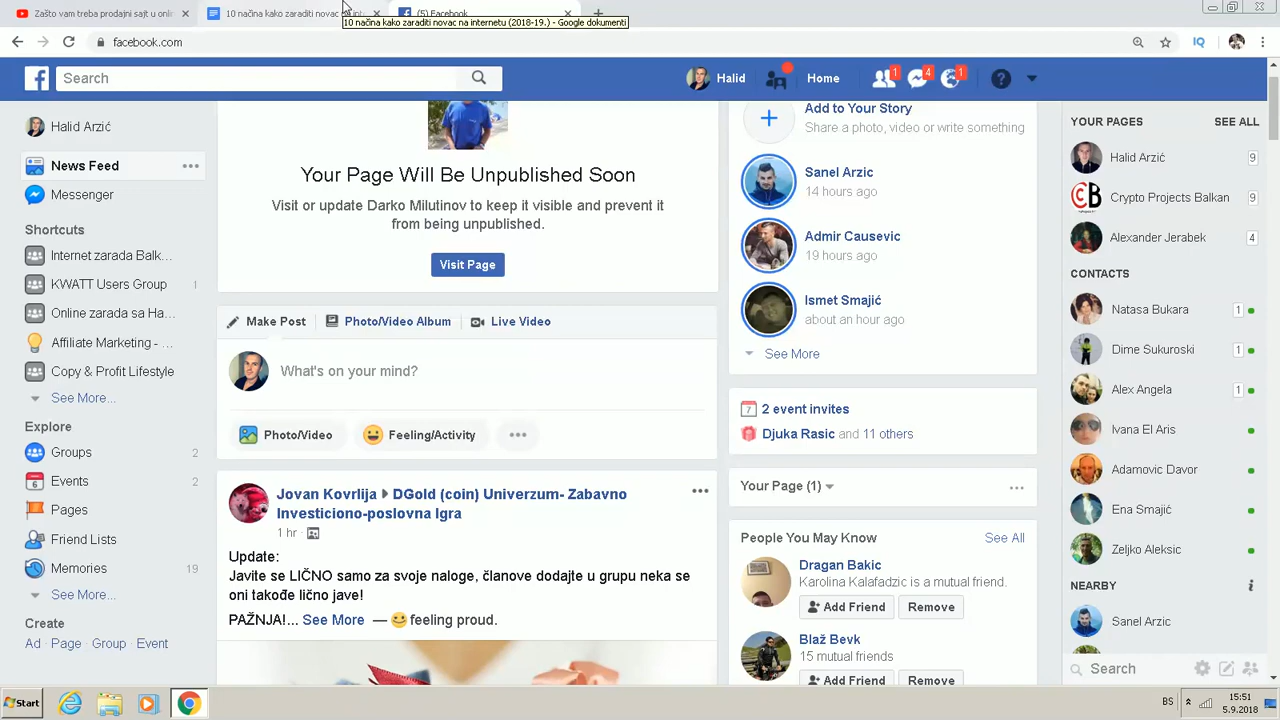 Zašto vam treba prodajni sajt u onlin
10 načina kako zaraditi novac
(5) Facebook
10 načina kako zaraditi novac na internetu (2018-19.) - Google dokumenti
facebook.com
IQ
Search
Halid
Home
1
4
1
Halid Arzić
News Feed
Messenger
Shortcuts
Internet zarada Balk...
KWATT Users Group 1
Online zarada sa Ha...
Affiliate Marketing - ...
Copy & Profit Lifestyle
See More...
Explore
Groups 2
Events 2
Pages
Friend Lists
Memories 19
See More...
Create
Ad · Page · Group · Event
Your Page Will Be Unpublished Soon
Visit or update Darko Milutinov to keep it visible and prevent it
from being unpublished.
Visit Page
Make Post
Photo/Video Album
Live Video
What's on your mind?
Photo/Video
Feeling/Activity
Jovan Kovrlija ▸ DGold (coin) Univerzum- Zabavno
Investiciono-poslovna Igra
1 hr ·
Update:
Javite se LIČNO samo za svoje naloge, članove dodajte u grupu neka se
oni takođe lično jave!
PAŽNJA!... See More — feeling proud.
Add to Your Story
Share a photo, video or write something
Sanel Arzic
14 hours ago
Admir Causevic
19 hours ago
Ismet Smajić
about an hour ago
See More
7
2 event invites
Djuka Rasic and 11 others
Your Page (1)
People You May Know
See All
Dragan Bakic
Karolina Kalafadzic is a mutual friend.
Add Friend
Remove
Blaž Bevk
15 mutual friends
Add Friend
Remove
YOUR PAGES
SEE ALL
Halid Arzić 9
CB
Crypto Projects Balkan 9
Alexander Jerabek 4
CONTACTS
Natasa Bukara 1
Dime Sukuroski 1
Alex Angela 1
Ivana El Aris
Adamovic Davor
Ena Smajić
Zeljko Aleksic
NEARBY
Sanel Arzic
Search
Start
BS
15:51
5.9.2018